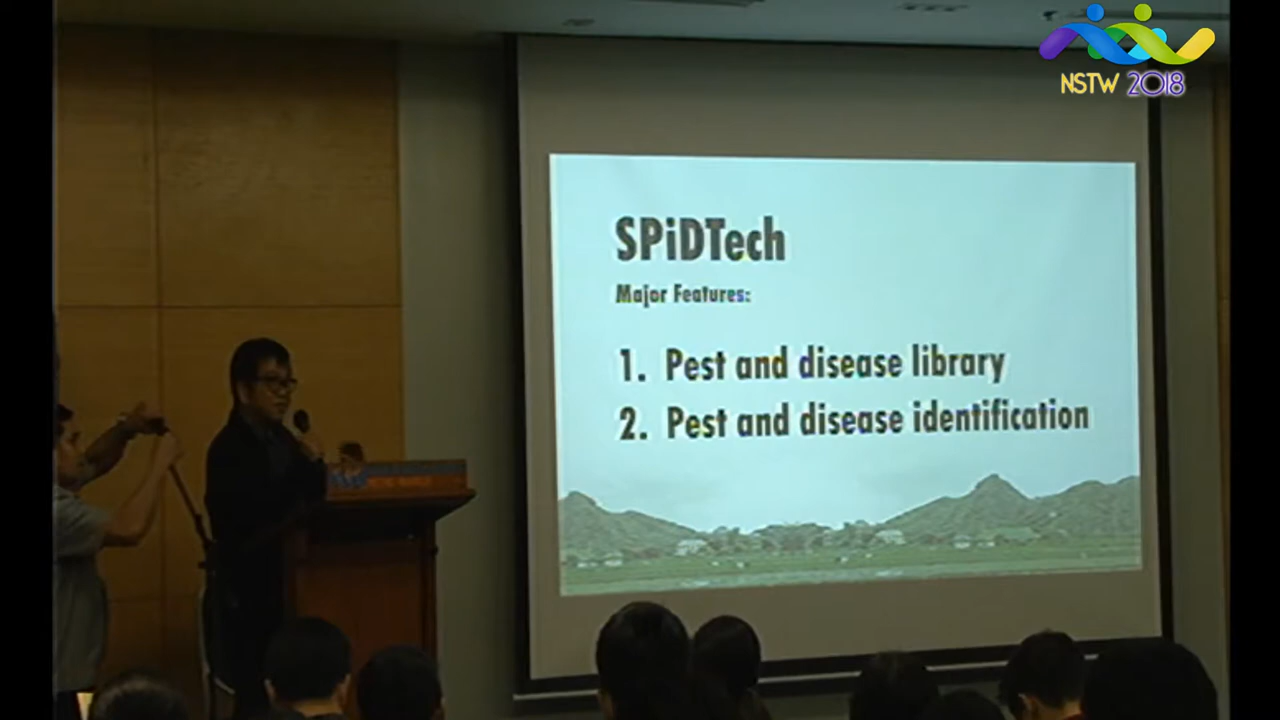 NSTW 2018
SPiDTech
Major Features:
1. Pest and disease library
2. Pest and disease identification